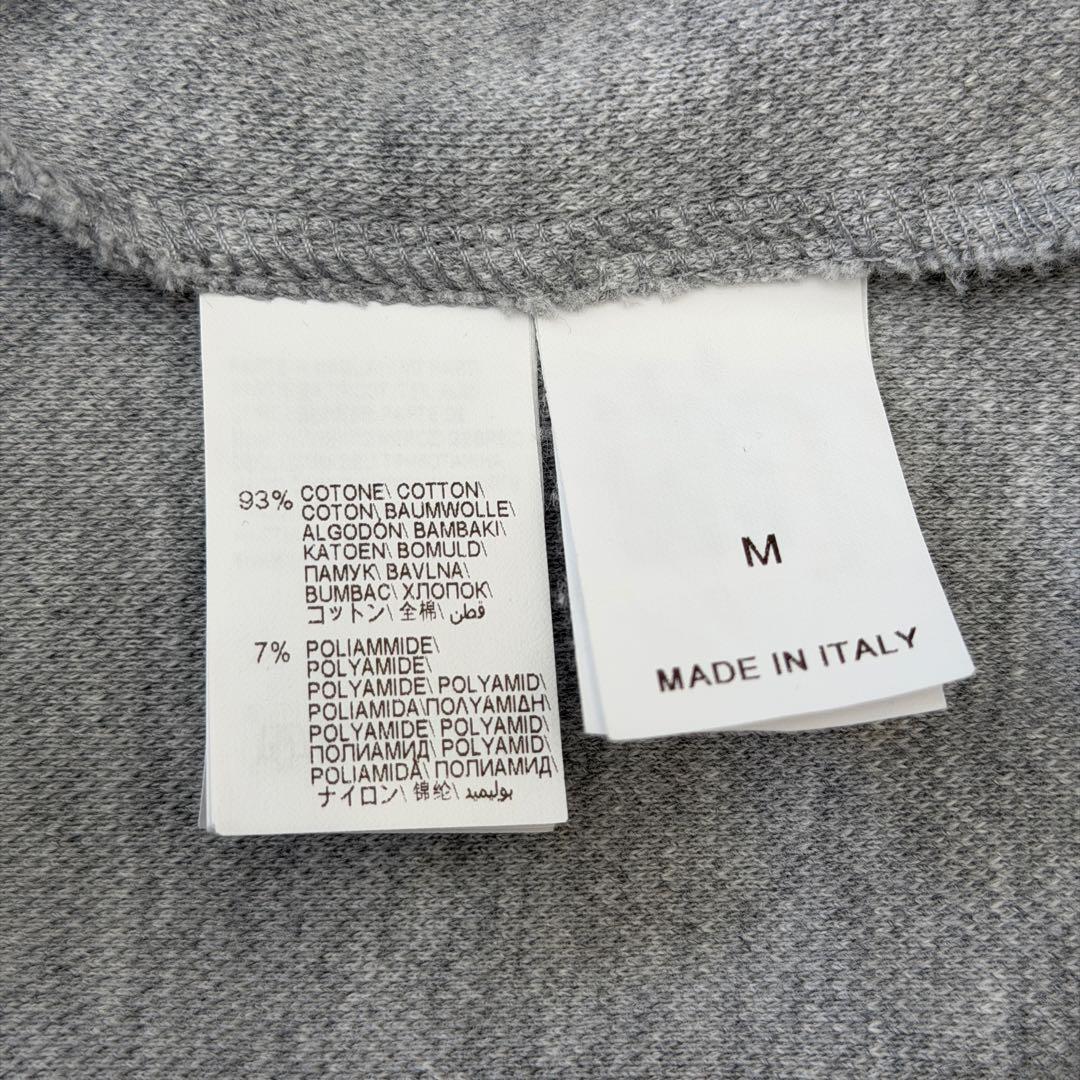 93% COTONE\ COTTON\
COTON\ BAUMWOLLE\
ALGODÓN\ BAMBAKI\
KATOEN\ BOMULD\
ПАМУК\ BAVLNA\
BUMBAC\ ХЛОПОК\
コットン\ 全棉\ قطن
7% POLIAMMIDE\
POLYAMIDE\
POLYAMIDE\ POLYAMID\
POLIAMIDA\ΠΟΛΥΑΜΙΔΗ\
POLYAMIDE\ POLYAMID\
ПОЛИАМИД\ POLYAMID\
POLIAMIDA\ ПОЛИАМИД\
ナイロン\ 锦纶\ بوليميد
M
MADE IN ITALY